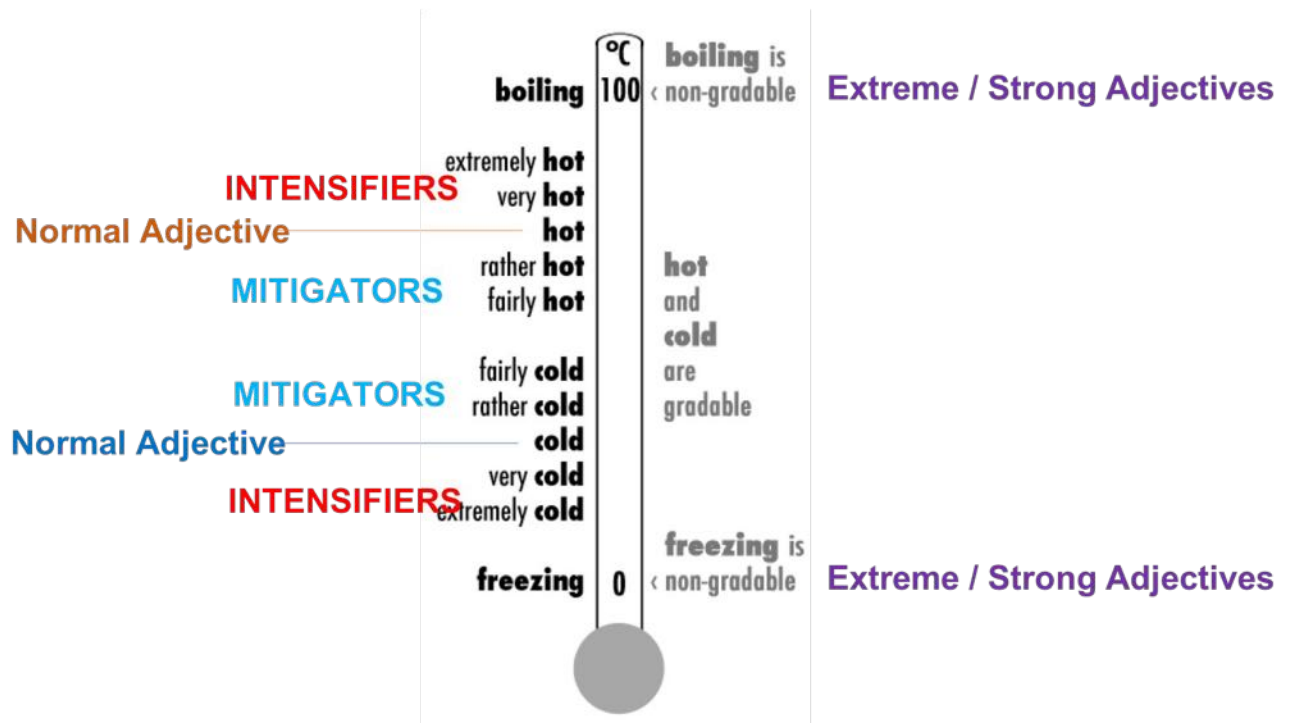 °C
boiling is
boiling 100 < non-gradable Extreme / Strong Adjectives
extremely hot
INTENSIFIERS
very hot
Normal Adjective hot
rather hot hot
MITIGATORS
fairly hot and
cold
fairly cold are
MITIGATORS
rather cold gradable
Normal Adjective cold
very cold
INTENSIFIERS
extremely cold
freezing is
freezing 0 < non-gradable Extreme / Strong Adjectives